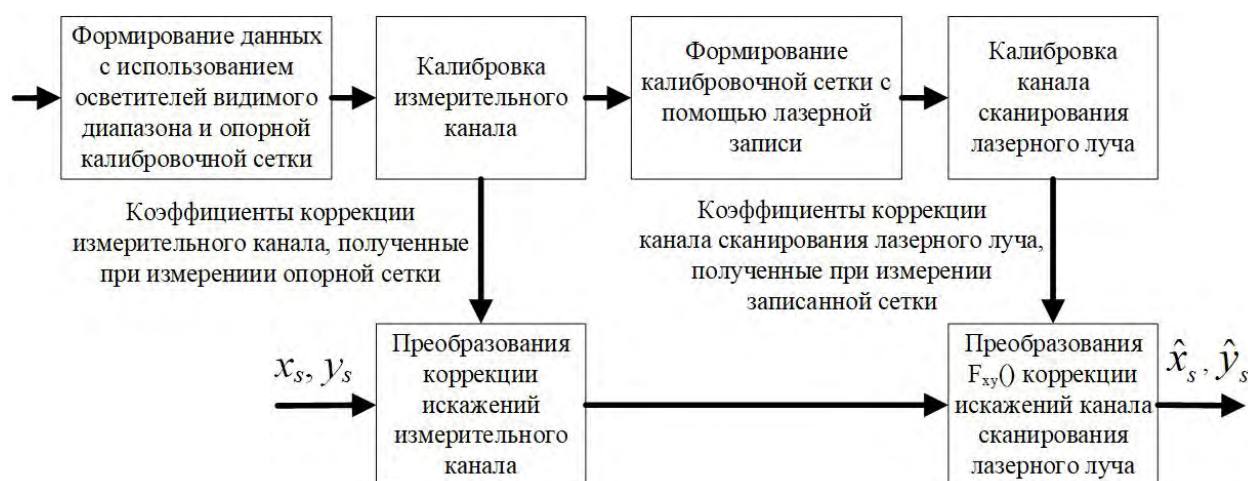 Формирование данных
с использованием
осветителей видимого
диапазона и опорной
калибровочной сетки
Калибровка
измерительного
канала
Формирование
калибровочной сетки с
помощью лазерной
записи
Калибровка
канала
сканирования
лазерного луча
Коэффициенты коррекции
измерительного канала, полученные
при измерениии опорной сетки
Коэффициенты коррекции
канала сканирования лазерного луча,
полученные при измерении
записанной сетки
x_s, y_s
Преобразования
коррекции
искажений
измерительного
канала
Преобразования
F_xy() коррекции
искажений канала
сканирования
лазерного луча
x̂_s, ŷ_s